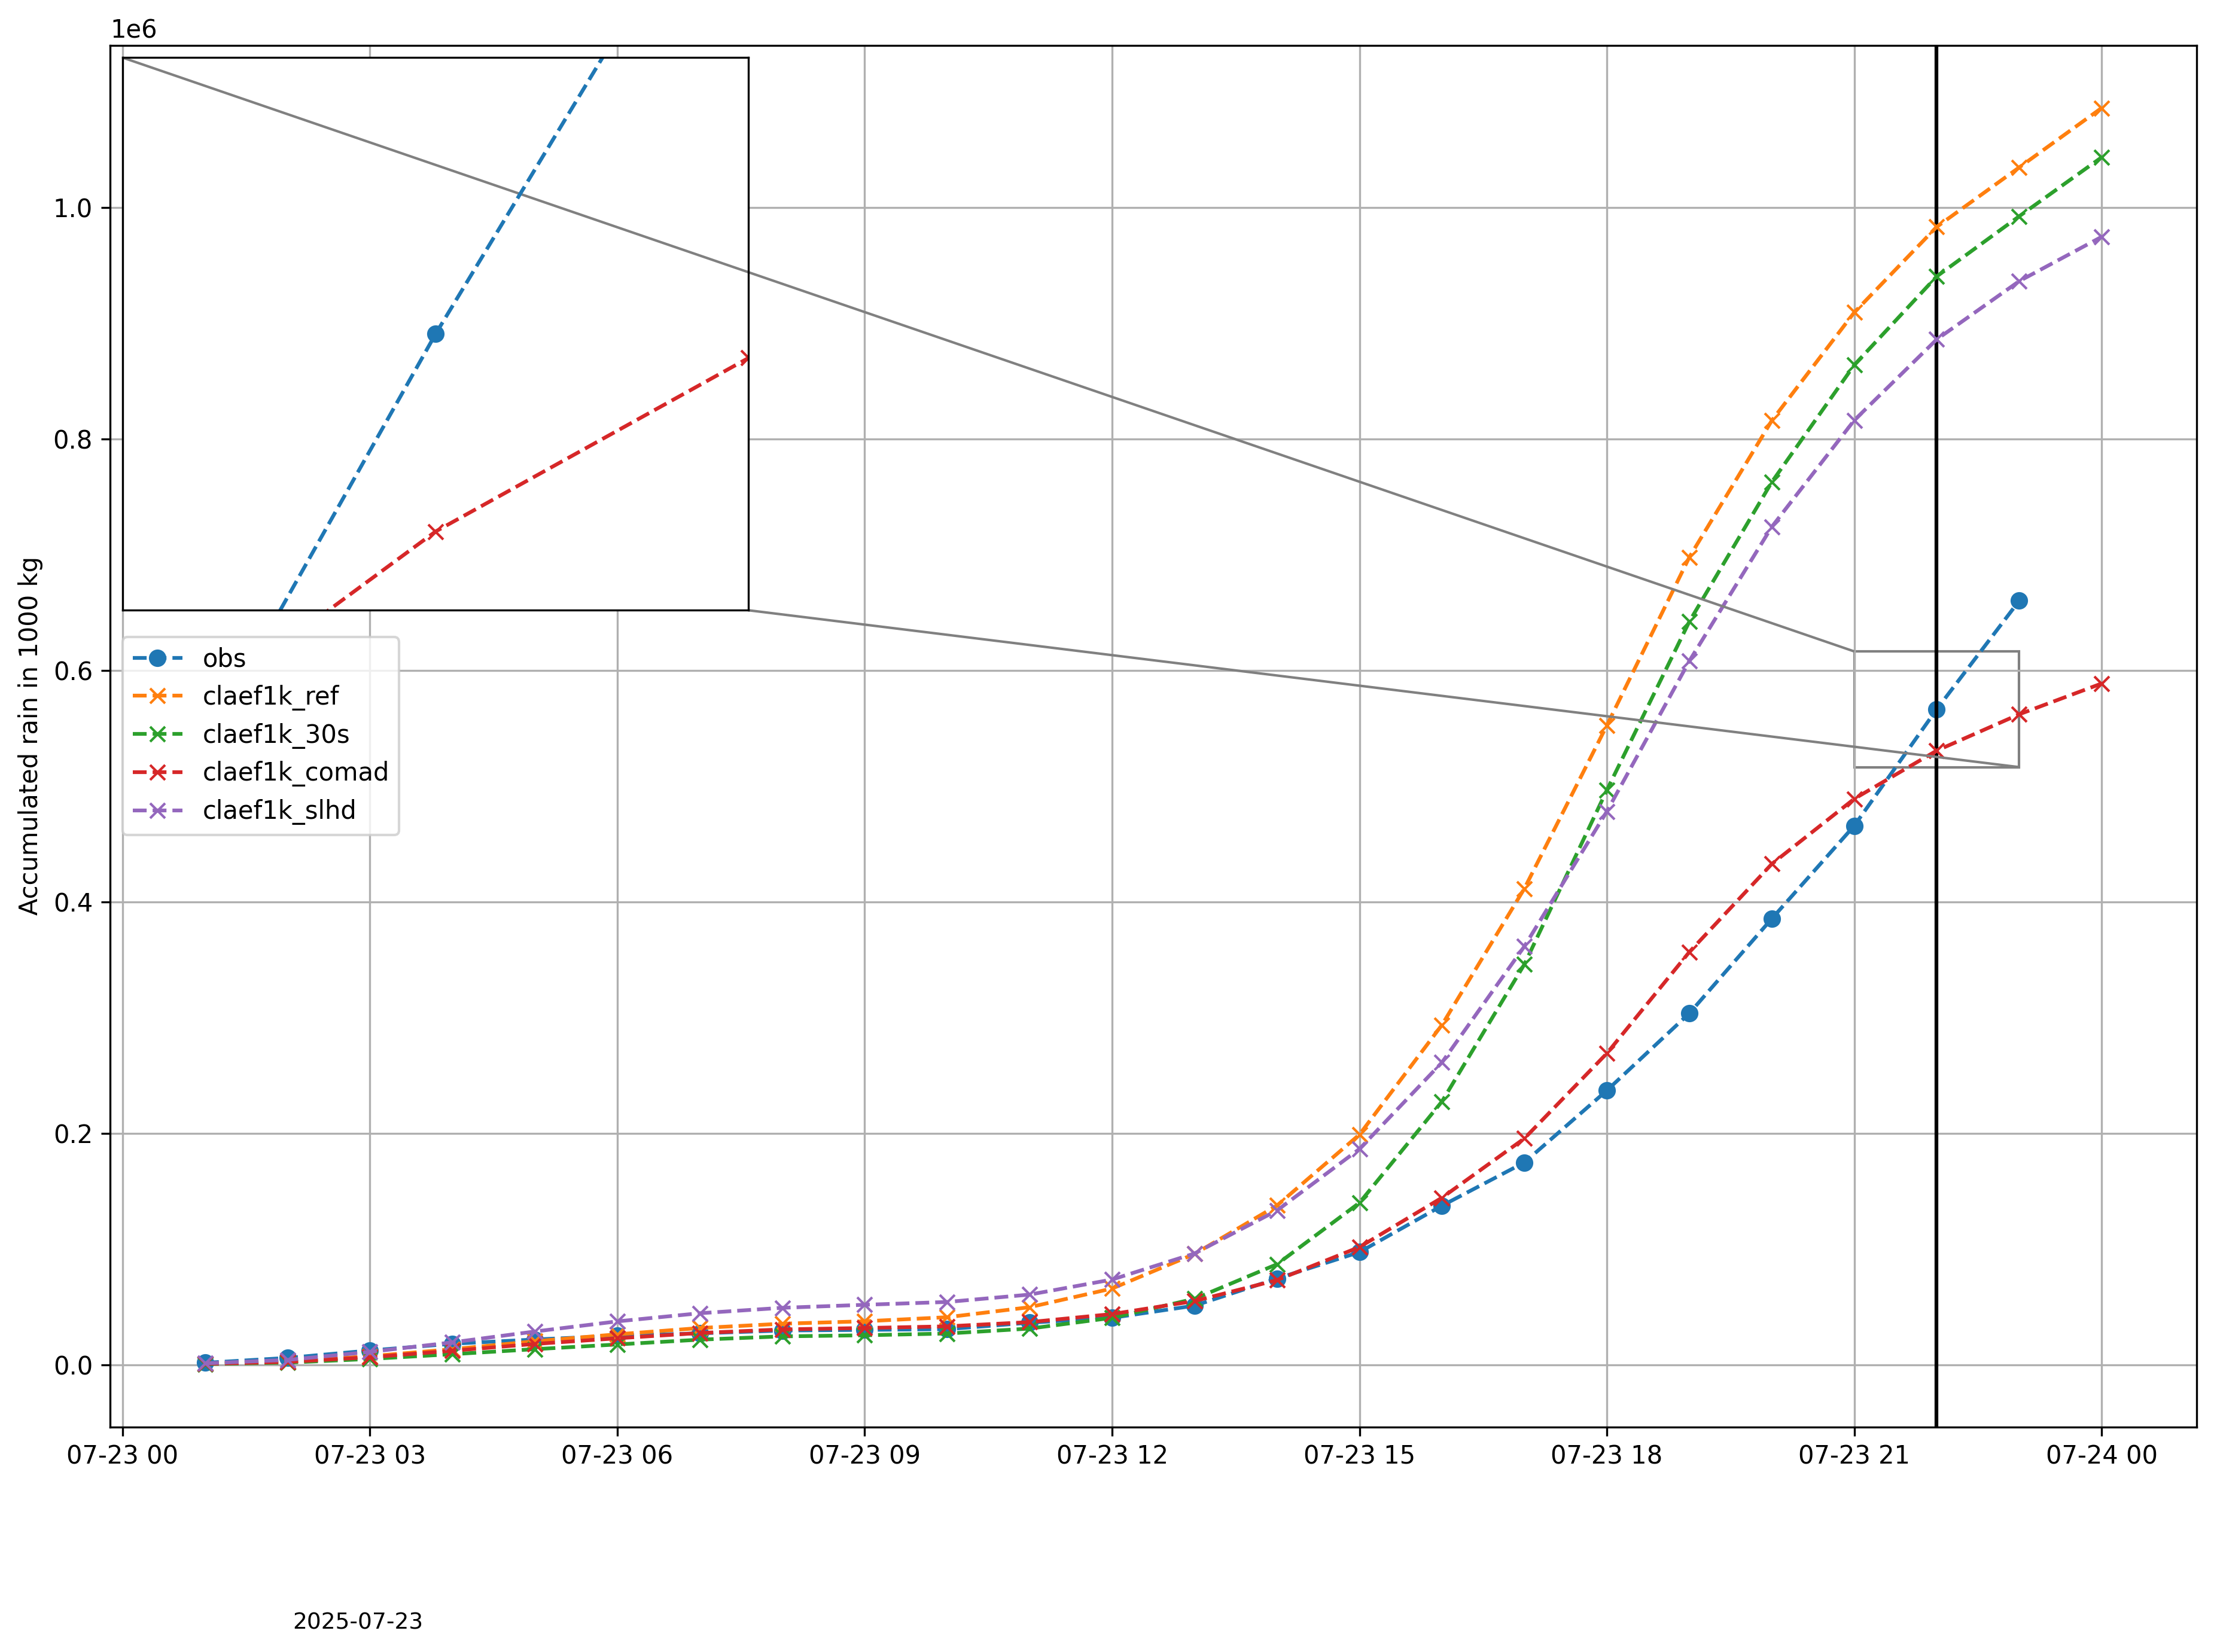 1e6
1.0
0.8
0.6
0.4
0.2
0.0
Accumulated rain in 1000 kg
obs
claef1k_ref
claef1k_30s
claef1k_comad
claef1k_slhd
07-23 00
07-23 03
07-23 06
07-23 09
07-23 12
07-23 15
07-23 18
07-23 21
07-24 00
2025-07-23